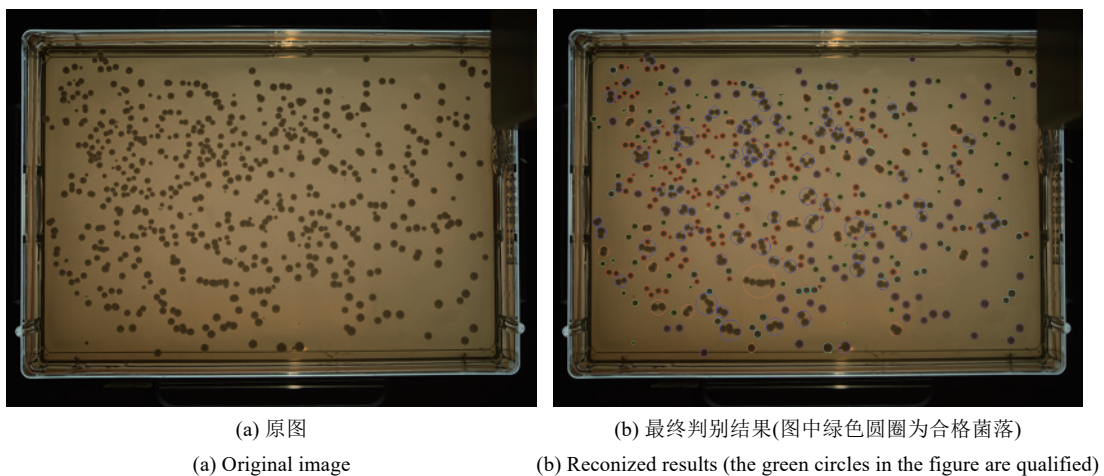 (a) 原图
(b) 最终判别结果(图中绿色圆圈为合格菌落)
(a) Original image
(b) Reconized results (the green circles in the figure are qualified)